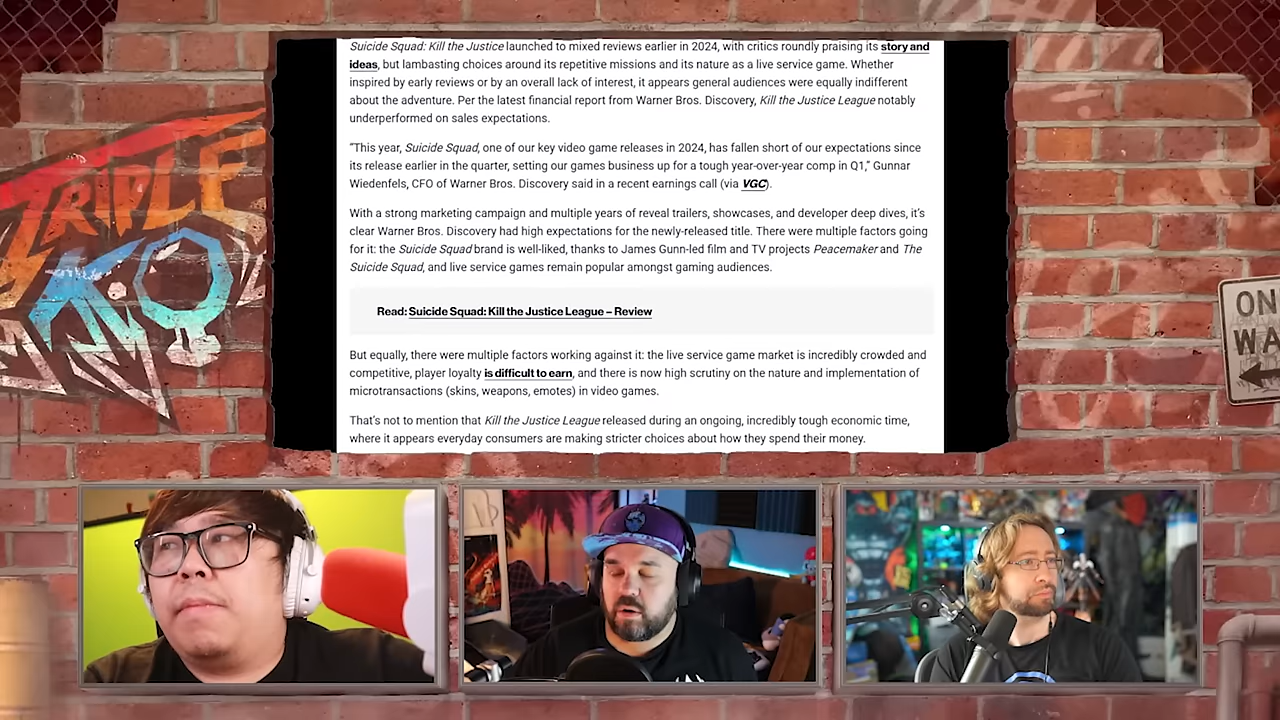 Suicide Squad: Kill the Justice launched to mixed reviews earlier in 2024, with critics roundly praising its story and
ideas, but lambasting choices around its repetitive missions and its nature as a live service game. Whether
inspired by early reviews or by an overall lack of interest, it appears general audiences were equally indifferent
about the adventure. Per the latest financial report from Warner Bros. Discovery, Kill the Justice League notably
underperformed on sales expectations.
“This year, Suicide Squad, one of our key video game releases in 2024, has fallen short of our expectations since
its release earlier in the quarter, setting our games business up for a tough year-over-year comp in Q1,” Gunnar
Wiedenfels, CFO of Warner Bros. Discovery said in a recent earnings call (via VGC).
With a strong marketing campaign and multiple years of reveal trailers, showcases, and developer deep dives, it’s
clear Warner Bros. Discovery had high expectations for the newly-released title. There were multiple factors going
for it: the Suicide Squad brand is well-liked, thanks to James Gunn-led film and TV projects Peacemaker and The
Suicide Squad, and live service games remain popular amongst gaming audiences.
Read: Suicide Squad: Kill the Justice League – Review
But equally, there were multiple factors working against it: the live service game market is incredibly crowded and
competitive, player loyalty is difficult to earn, and there is now high scrutiny on the nature and implementation of
microtransactions (skins, weapons, emotes) in video games.
That’s not to mention that Kill the Justice League released during an ongoing, incredibly tough economic time,
where it appears everyday consumers are making stricter choices about how they spend their money.
TRIPLE
K.O
ON
WA